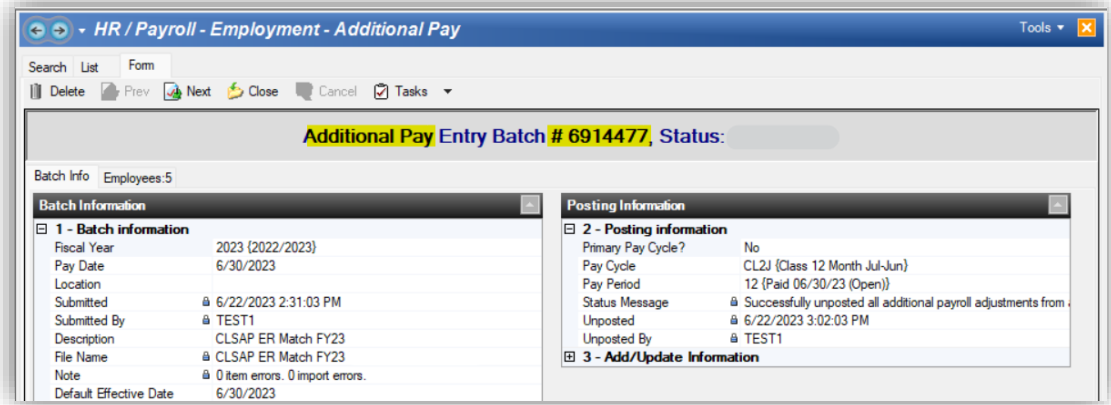 HR / Payroll - Employment - Additional Pay
Tools
Search List Form
Delete Prev Next Close Cancel Tasks
Additional Pay Entry Batch # 6914477, Status:
Batch Info Employees:5
Batch Information
1 - Batch information
Fiscal Year 2023 {2022/2023}
Pay Date 6/30/2023
Location
Submitted 6/22/2023 2:31:03 PM
Submitted By TEST1
Description CLSAP ER Match FY23
File Name CLSAP ER Match FY23
Note 0 item errors. 0 import errors.
Default Effective Date 6/30/2023
Posting Information
2 - Posting information
Primary Pay Cycle? No
Pay Cycle CL2J {Class 12 Month Jul-Jun}
Pay Period 12 {Paid 06/30/23 (Open)}
Status Message Successfully unposted all additional payroll adjustments from
Unposted 6/22/2023 3:02:03 PM
Unposted By TEST1
3 - Add/Update Information